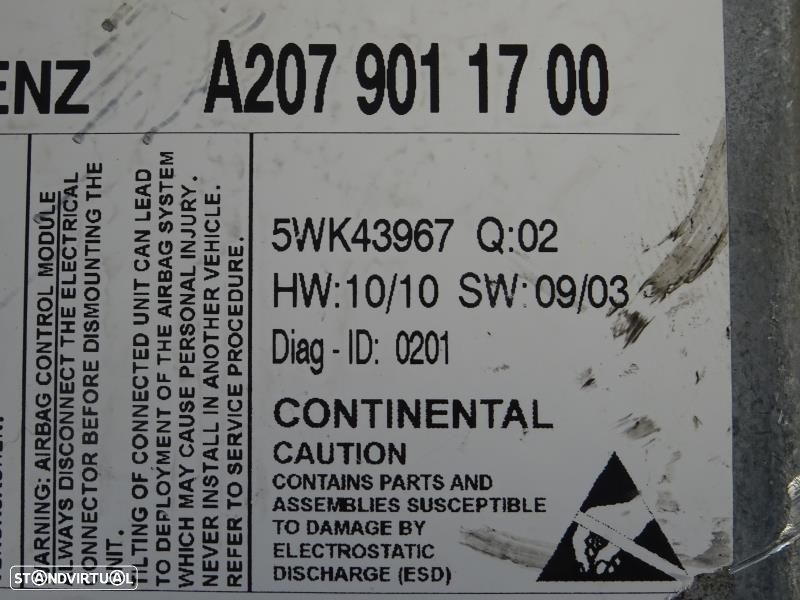 ENZ A207 901 17 00
WARNING: AIRBAG CONTROL MODULE
ALWAYS DISCONNECT THE ELECTRICAL
CONNECTOR BEFORE DISMOUNTING THE
UNIT.
TILTING OF CONNECTED UNIT CAN LEAD
TO DEPLOYMENT OF THE AIRBAG SYSTEM
WHICH MAY CAUSE PERSONAL INJURY.
NEVER INSTALL IN ANOTHER VEHICLE.
REFER TO SERVICE PROCEDURE.
5WK43967 Q:02
HW:10/10 SW:09/03
Diag - ID: 0201
CONTINENTAL
CAUTION
CONTAINS PARTS AND
ASSEMBLIES SUSCEPTIBLE
TO DAMAGE BY
ELECTROSTATIC
DISCHARGE (ESD)
STANDVIRTUAL